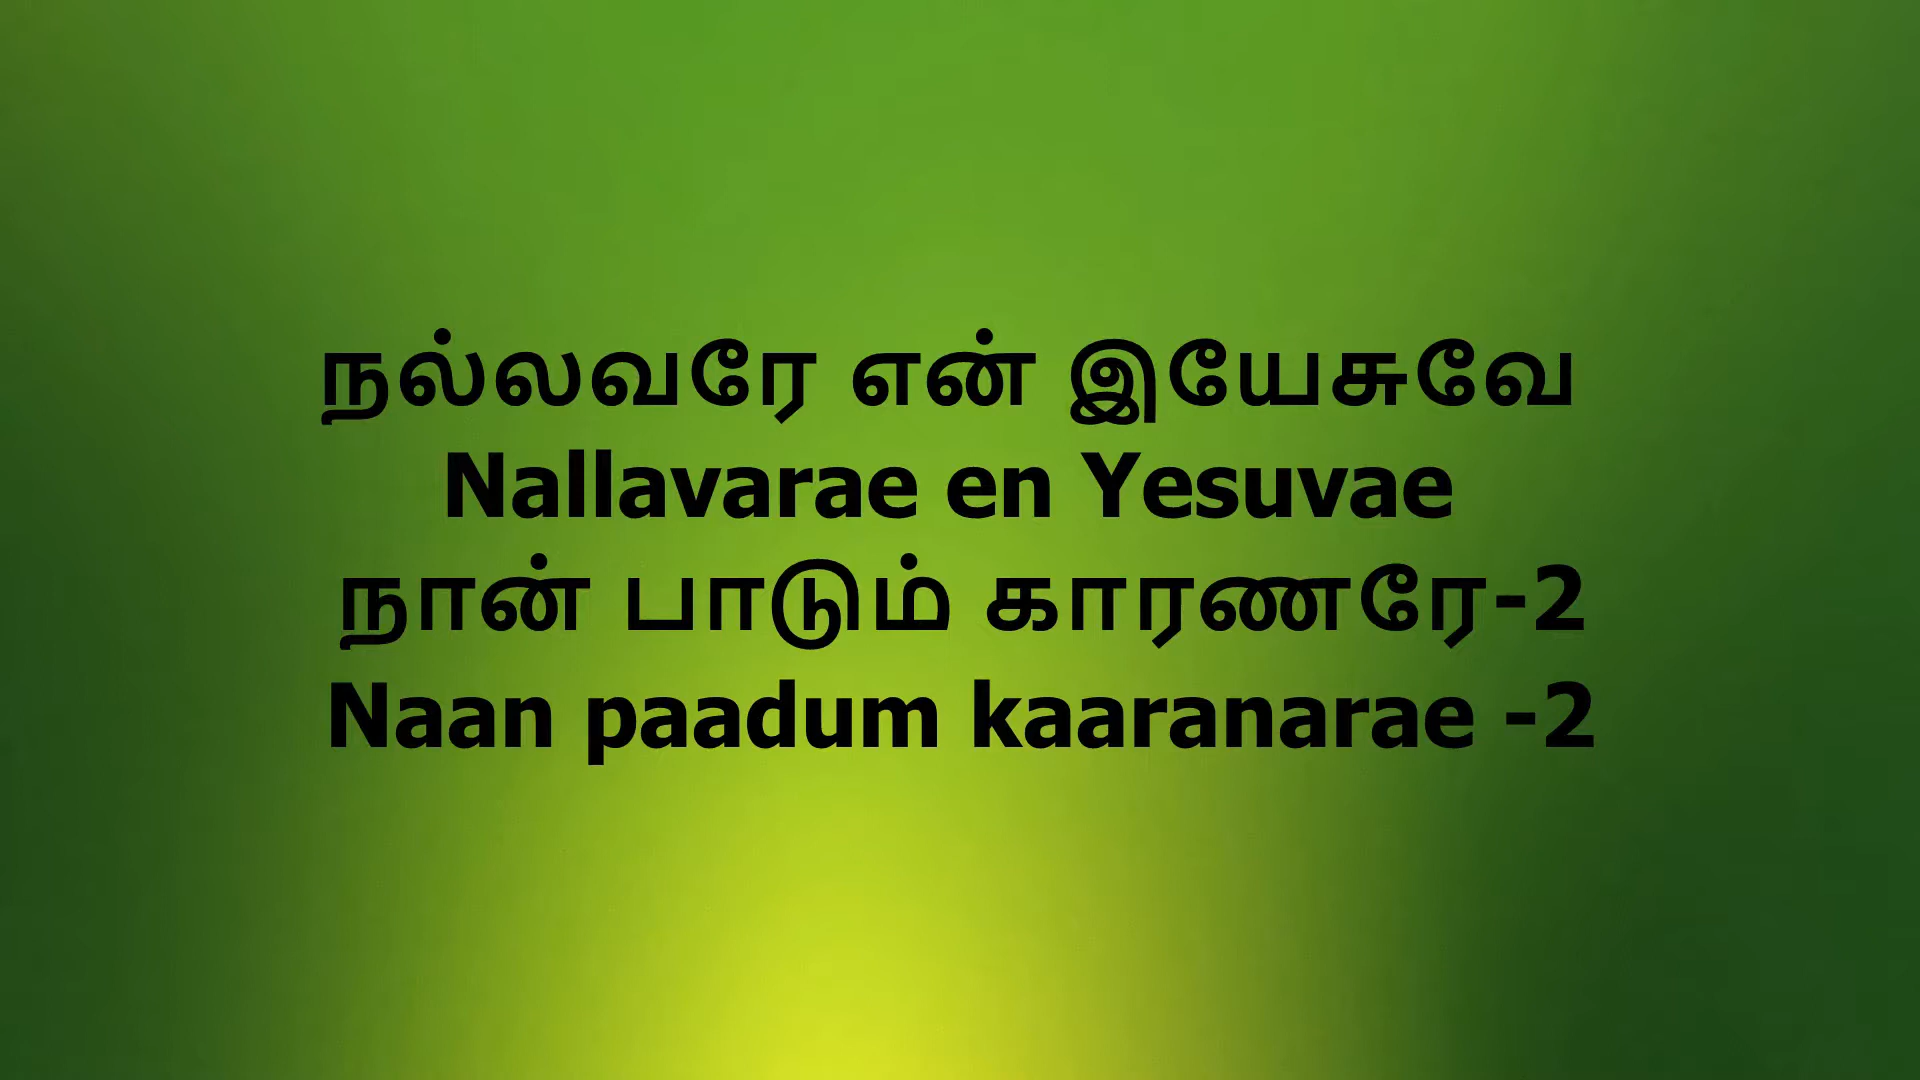 நல்லவரே என் இயேசுவே
Nallavarae en Yesuvae
நான் பாடும் காரணரே-2
Naan paadum kaaranarae -2